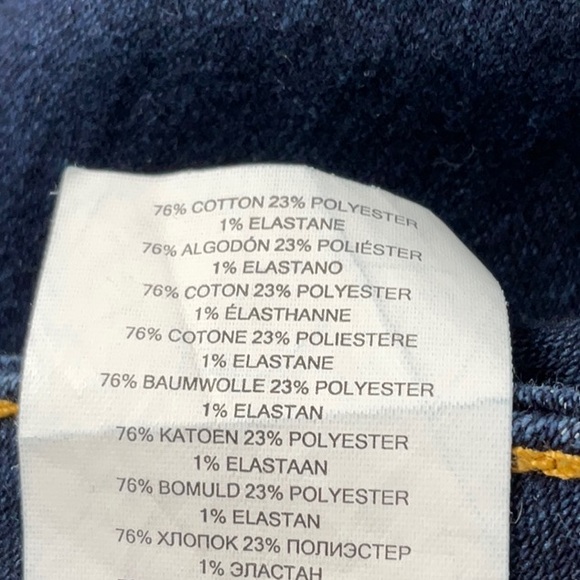 76% COTTON 23% POLYESTER
1% ELASTANE
76% ALGODÓN 23% POLIÉSTER
1% ELASTANO
76% COTON 23% POLYESTER
1% ÉLASTHANNE
76% COTONE 23% POLIESTERE
1% ELASTANE
76% BAUMWOLLE 23% POLYESTER
1% ELASTAN
76% KATOEN 23% POLYESTER
1% ELASTAAN
76% BOMULD 23% POLYESTER
1% ELASTAN
76% ХЛОПОК 23% ПОЛИЭСТЕР
1% ЭЛАСТАН